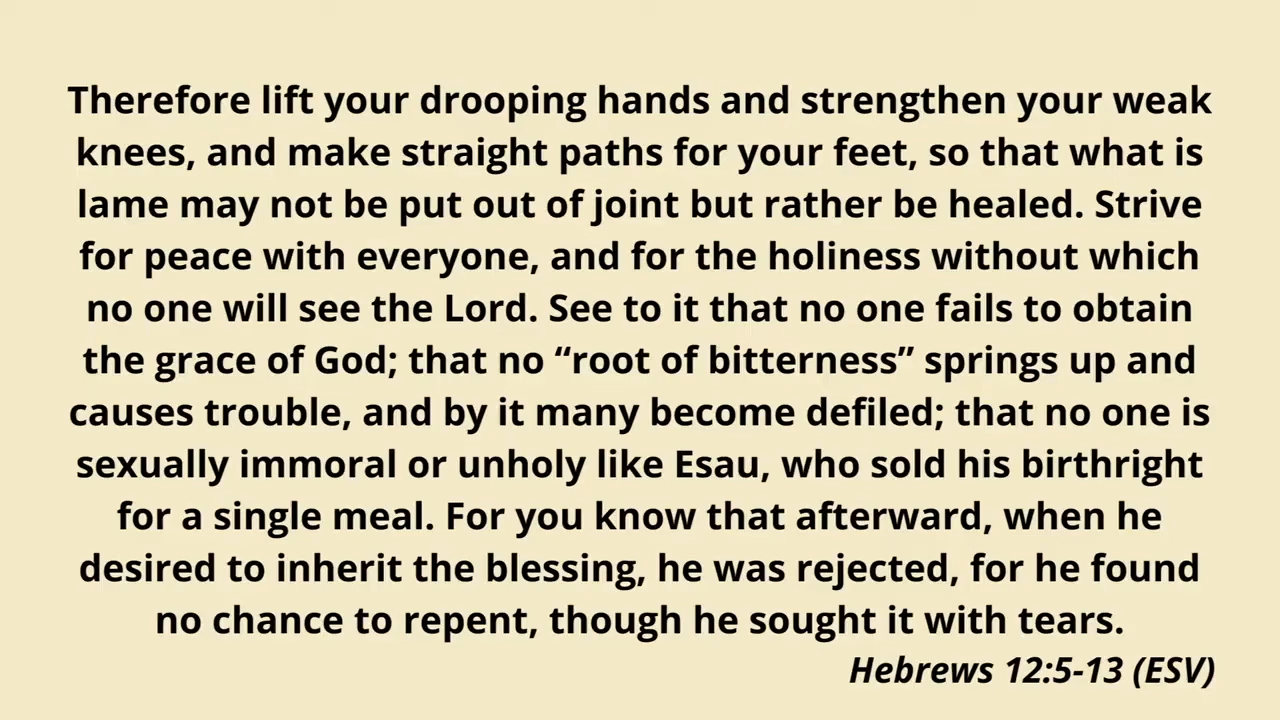 Therefore lift your drooping hands and strengthen your weak
knees, and make straight paths for your feet, so that what is
lame may not be put out of joint but rather be healed. Strive
for peace with everyone, and for the holiness without which
no one will see the Lord. See to it that no one fails to obtain
the grace of God; that no “root of bitterness” springs up and
causes trouble, and by it many become defiled; that no one is
sexually immoral or unholy like Esau, who sold his birthright
for a single meal. For you know that afterward, when he
desired to inherit the blessing, he was rejected, for he found
no chance to repent, though he sought it with tears.
Hebrews 12:5-13 (ESV)